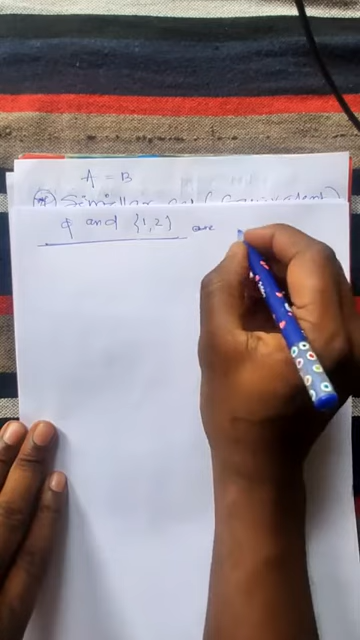 A = B
* Similar set (Equivalent)
φ and {1,2} are